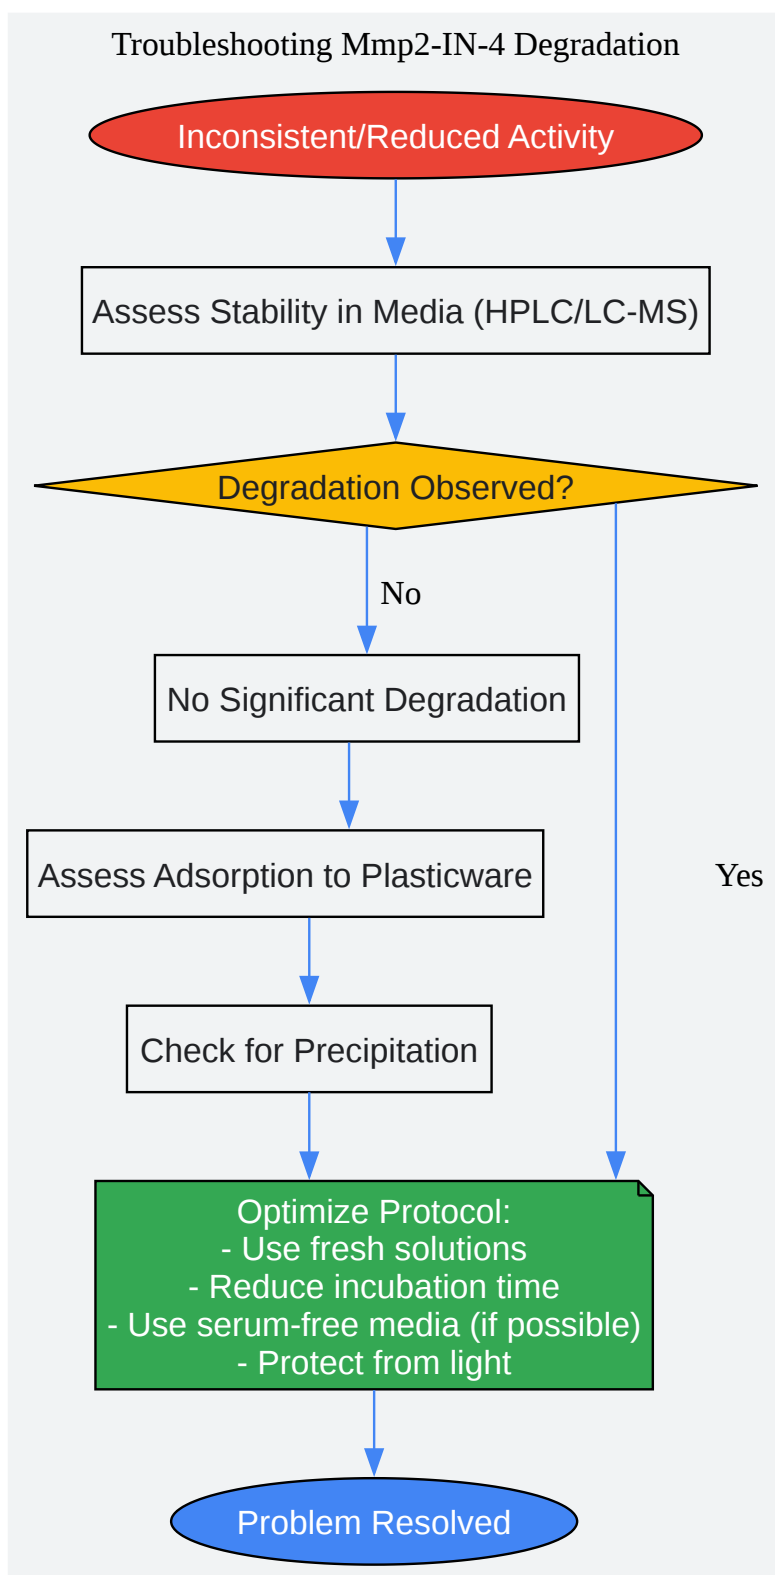 Troubleshooting Mmp2-IN-4 Degradation
Inconsistent/Reduced Activity
Assess Stability in Media (HPLC/LC-MS)
Degradation Observed?
No
No Significant Degradation
Assess Adsorption to Plasticware
Yes
Check for Precipitation
Optimize Protocol:
- Use fresh solutions
- Reduce incubation time
- Use serum-free media (if possible)
- Protect from light
Problem Resolved